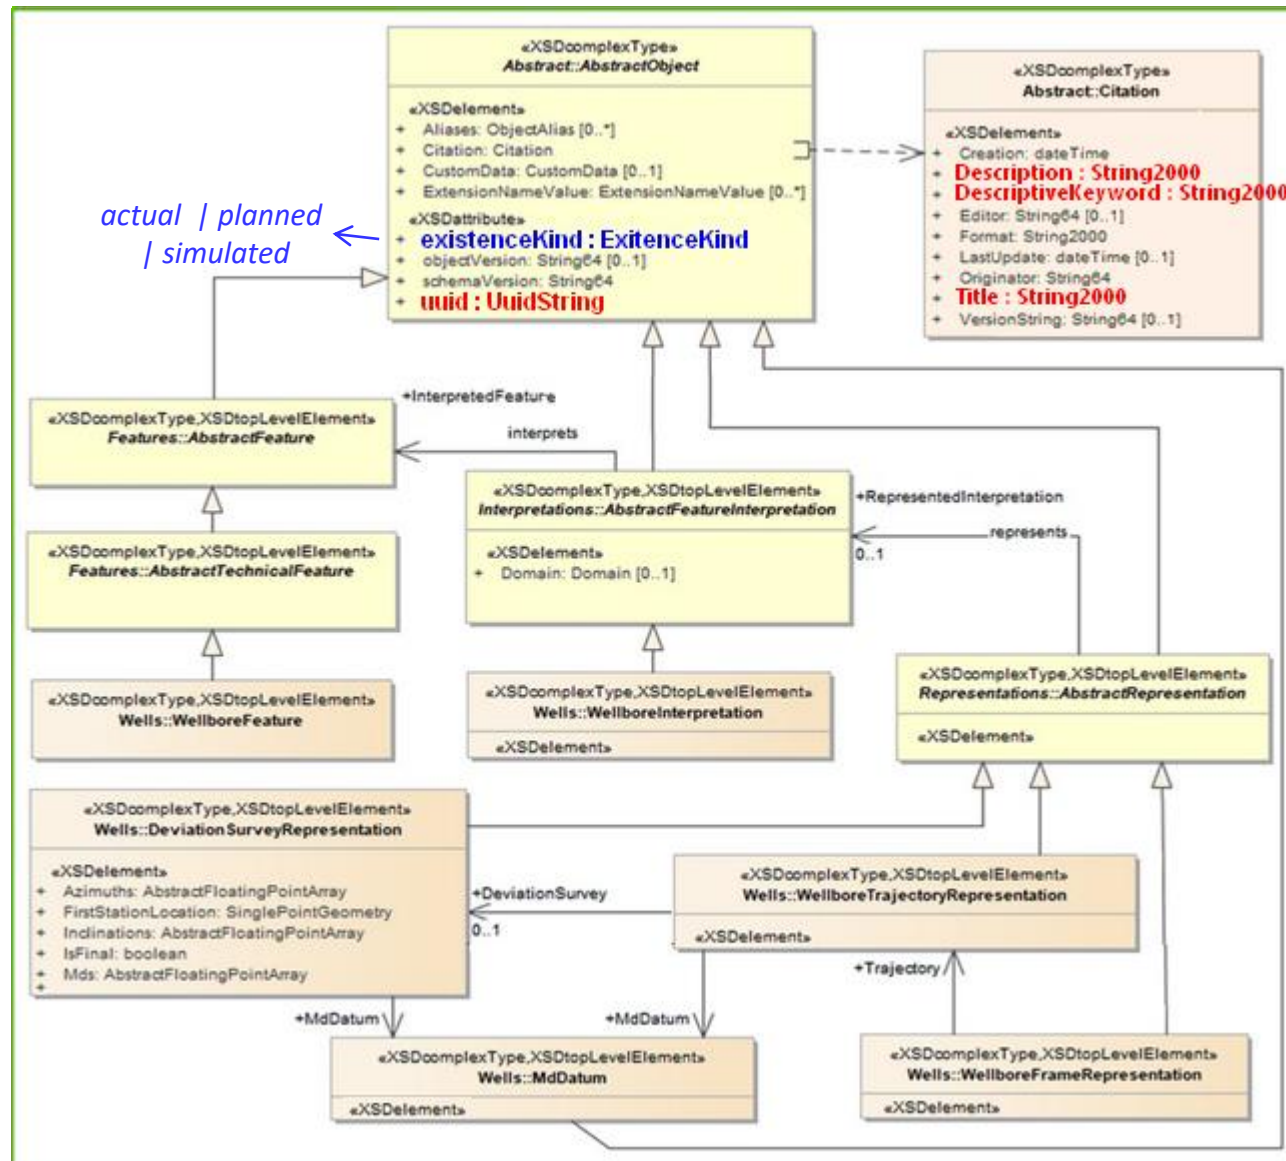 «XSDcomplexType»
Abstract::AbstractObject
«XSDelement»
+ Aliases: ObjectAlias [0..*]
+ Citation: Citation
+ CustomData: CustomData [0..1]
+ ExtensionNameValue: ExtensionNameValue [0..*]
«XSDattribute»
+ existenceKind : ExitenceKind
+ objectVersion: String64 [0..1]
+ schemaVersion: String64
+ uuid : UuidString
«XSDcomplexType»
Abstract::Citation
«XSDelement»
+ Creation: dateTime
+ Description : String2000
+ DescriptiveKeyword : String2000
+ Editor: String64 [0..1]
+ Format: String2000
+ LastUpdate: dateTime [0..1]
+ Originator: String64
+ Title : String2000
+ VersionString: String64 [0..1]
actual | planned
| simulated
«XSDcomplexType,XSDtopLevelElement»
Features::AbstractFeature
+InterpretedFeature
interprets
«XSDcomplexType,XSDtopLevelElement»
Interpretations::AbstractFeatureInterpretation
«XSDelement»
+ Domain: Domain [0..1]
+RepresentedInterpretation
represents
0..1
«XSDcomplexType,XSDtopLevelElement»
Features::AbstractTechnicalFeature
«XSDcomplexType,XSDtopLevelElement»
Wells::WellboreFeature
«XSDcomplexType,XSDtopLevelElement»
Wells::WellboreInterpretation
«XSDelement»
«XSDcomplexType,XSDtopLevelElement»
Representations::AbstractRepresentation
«XSDelement»
«XSDcomplexType,XSDtopLevelElement»
Wells::DeviationSurveyRepresentation
«XSDelement»
+ Azimuths: AbstractFloatingPointArray
+ FirstStationLocation: SinglePointGeometry
+ Inclinations: AbstractFloatingPointArray
+ IsFinal: boolean
+ Mds: AbstractFloatingPointArray
+
+DeviationSurvey
0..1
«XSDcomplexType,XSDtopLevelElement»
Wells::WellboreTrajectoryRepresentation
«XSDelement»
+Trajectory
+MdDatum
+MdDatum
«XSDcomplexType,XSDtopLevelElement»
Wells::MdDatum
«XSDelement»
«XSDcomplexType,XSDtopLevelElement»
Wells::WellboreFrameRepresentation
«XSDelement»